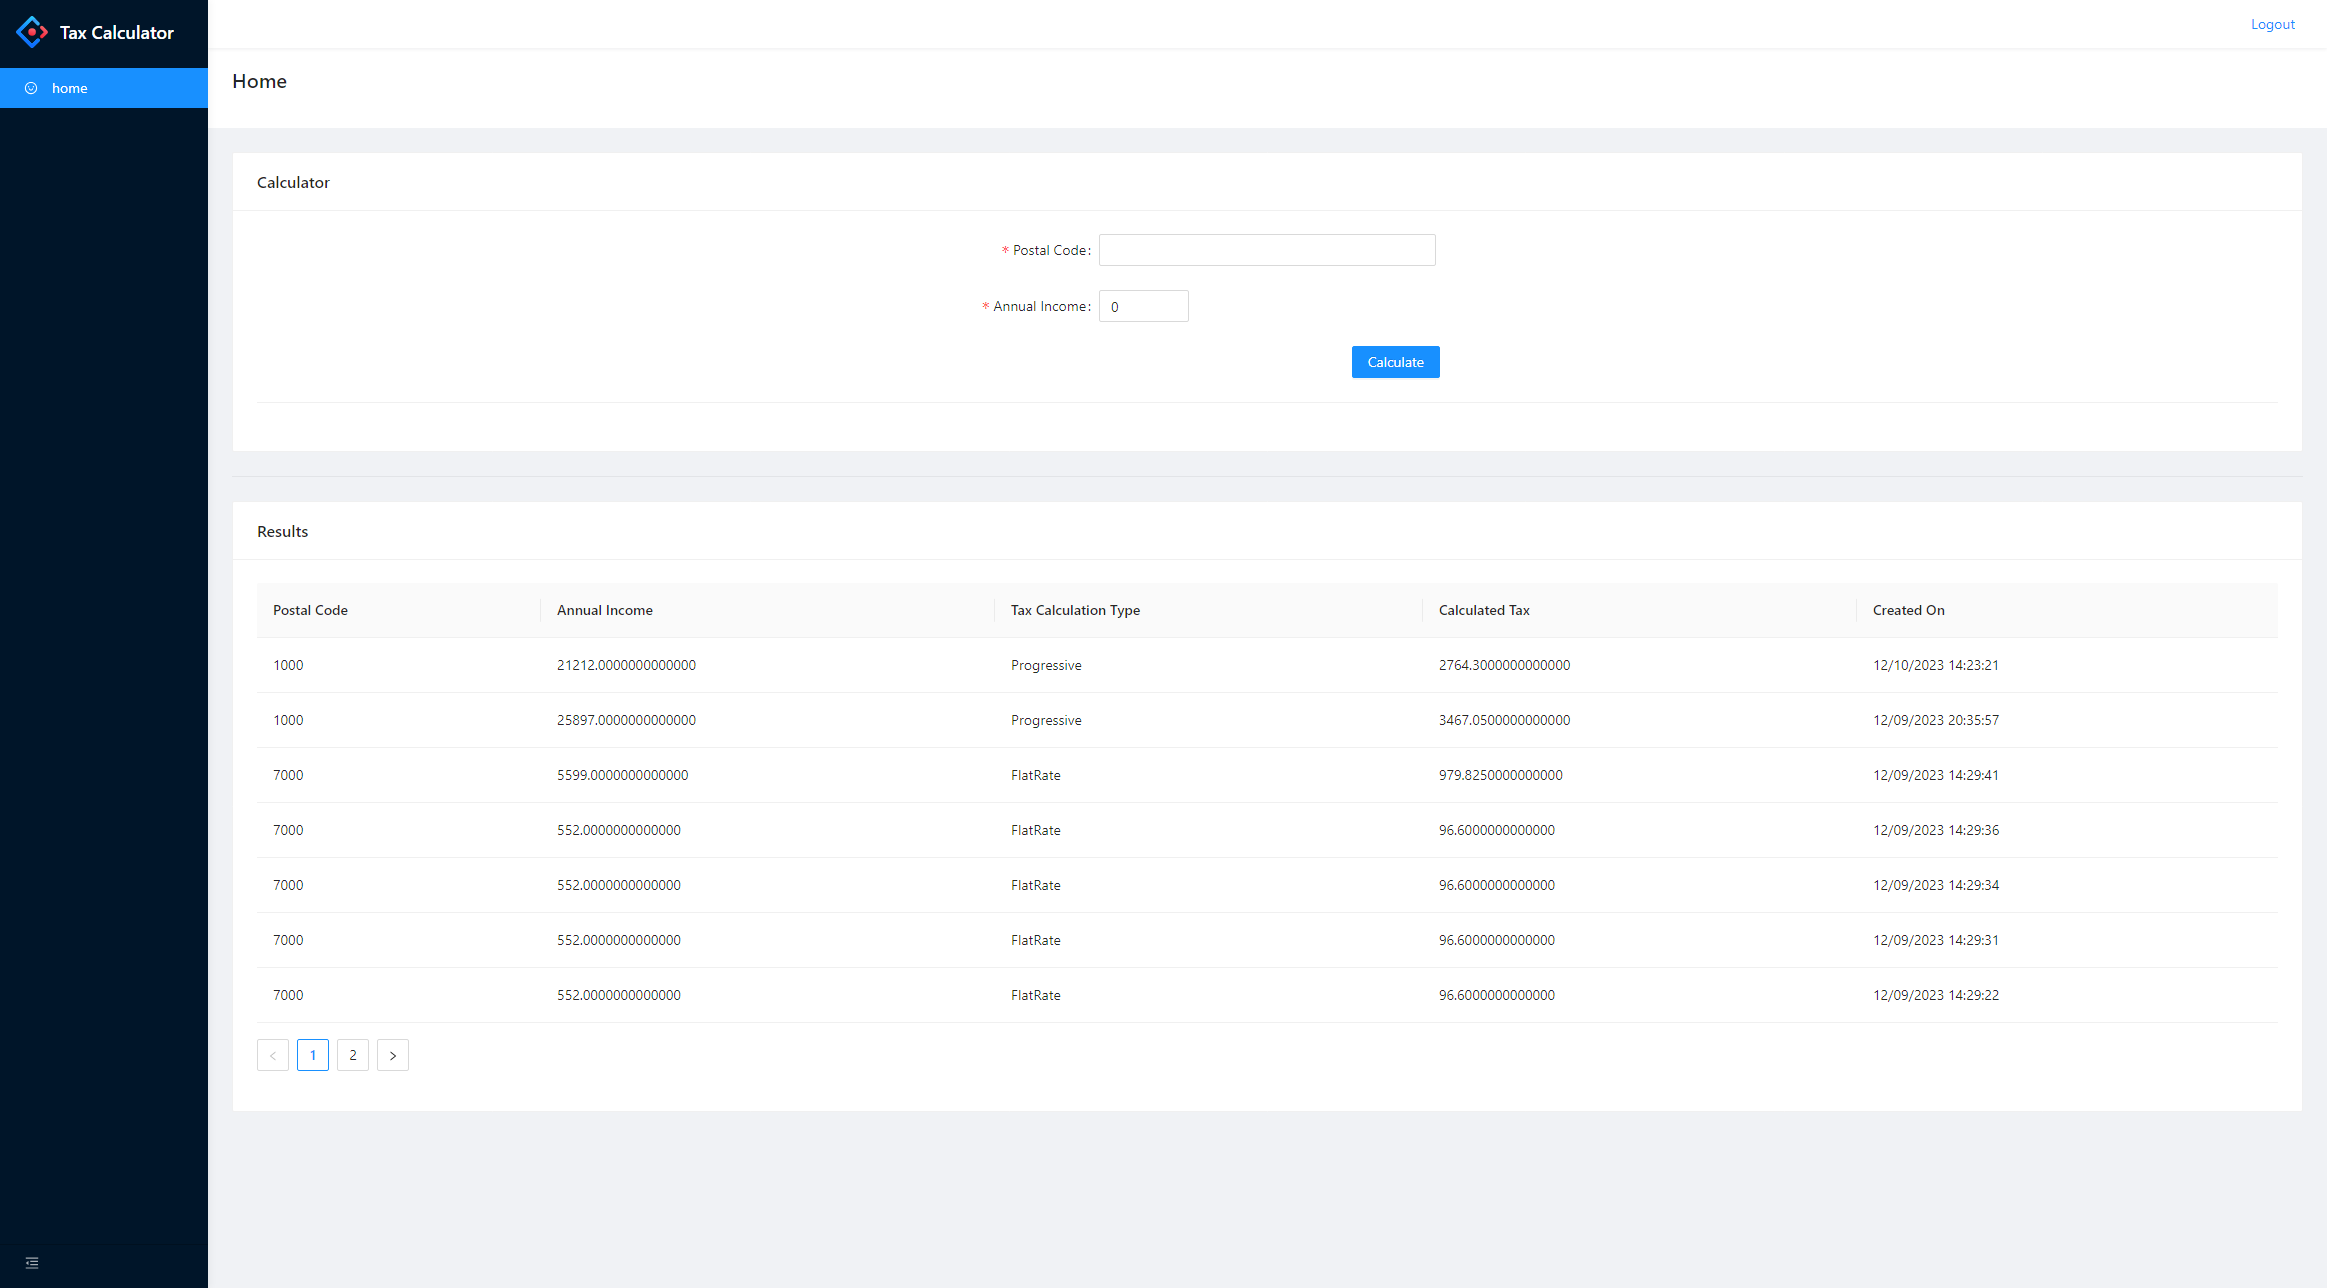 Tax Calculator
Logout
home
Home
Calculator
* Postal Code:
* Annual Income: 0
Calculate
Results
Postal Code Annual Income Tax Calculation Type Calculated Tax Created On
1000 21212.0000000000000 Progressive 2764.3000000000000 12/10/2023 14:23:21
1000 25897.0000000000000 Progressive 3467.0500000000000 12/09/2023 20:35:57
7000 5599.0000000000000 FlatRate 979.8250000000000 12/09/2023 14:29:41
7000 552.0000000000000 FlatRate 96.6000000000000 12/09/2023 14:29:36
7000 552.0000000000000 FlatRate 96.6000000000000 12/09/2023 14:29:34
7000 552.0000000000000 FlatRate 96.6000000000000 12/09/2023 14:29:31
7000 552.0000000000000 FlatRate 96.6000000000000 12/09/2023 14:29:22
< 1 2 >